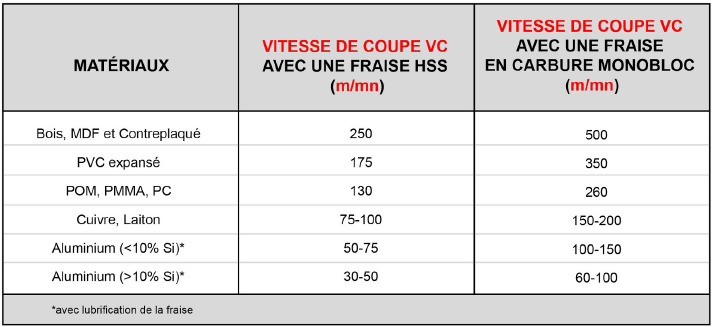 MATÉRIAUX
VITESSE DE COUPE VC
AVEC UNE FRAISE HSS
(m/mn)
VITESSE DE COUPE VC
AVEC UNE FRAISE
EN CARBURE MONOBLOC
(m/mn)
Bois, MDF et Contreplaqué 250 500
PVC expansé 175 350
POM, PMMA, PC 130 260
Cuivre, Laiton 75-100 150-200
Aluminium (<10% Si)* 50-75 100-150
Aluminium (>10% Si)* 30-50 60-100
*avec lubrification de la fraise